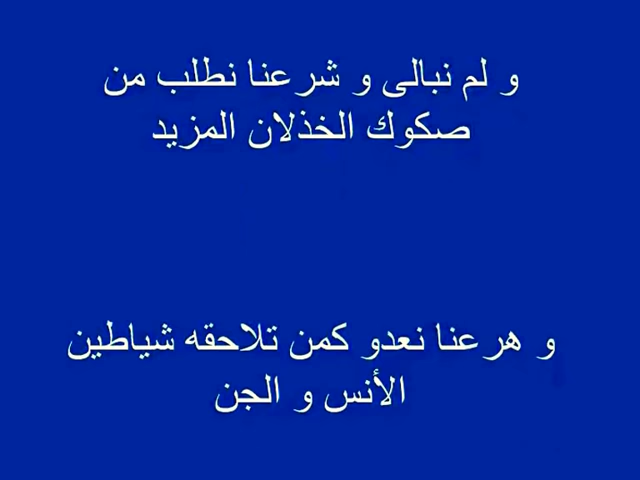 و لم نبالى و شرعنا نطلب من
صكوك الخذلان المزيد
و هرعنا نعدو كمن تلاحقه شياطين
الأنس و الجن